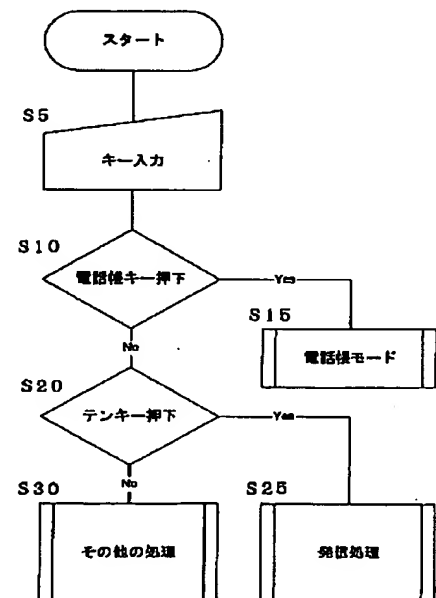 スタート
S5
キー入力
S10
電話帳キー押下
Yes
S15
電話帳モード
No
S20
テンキー押下
Yes
No
S30
その他の処理
S25
発信処理